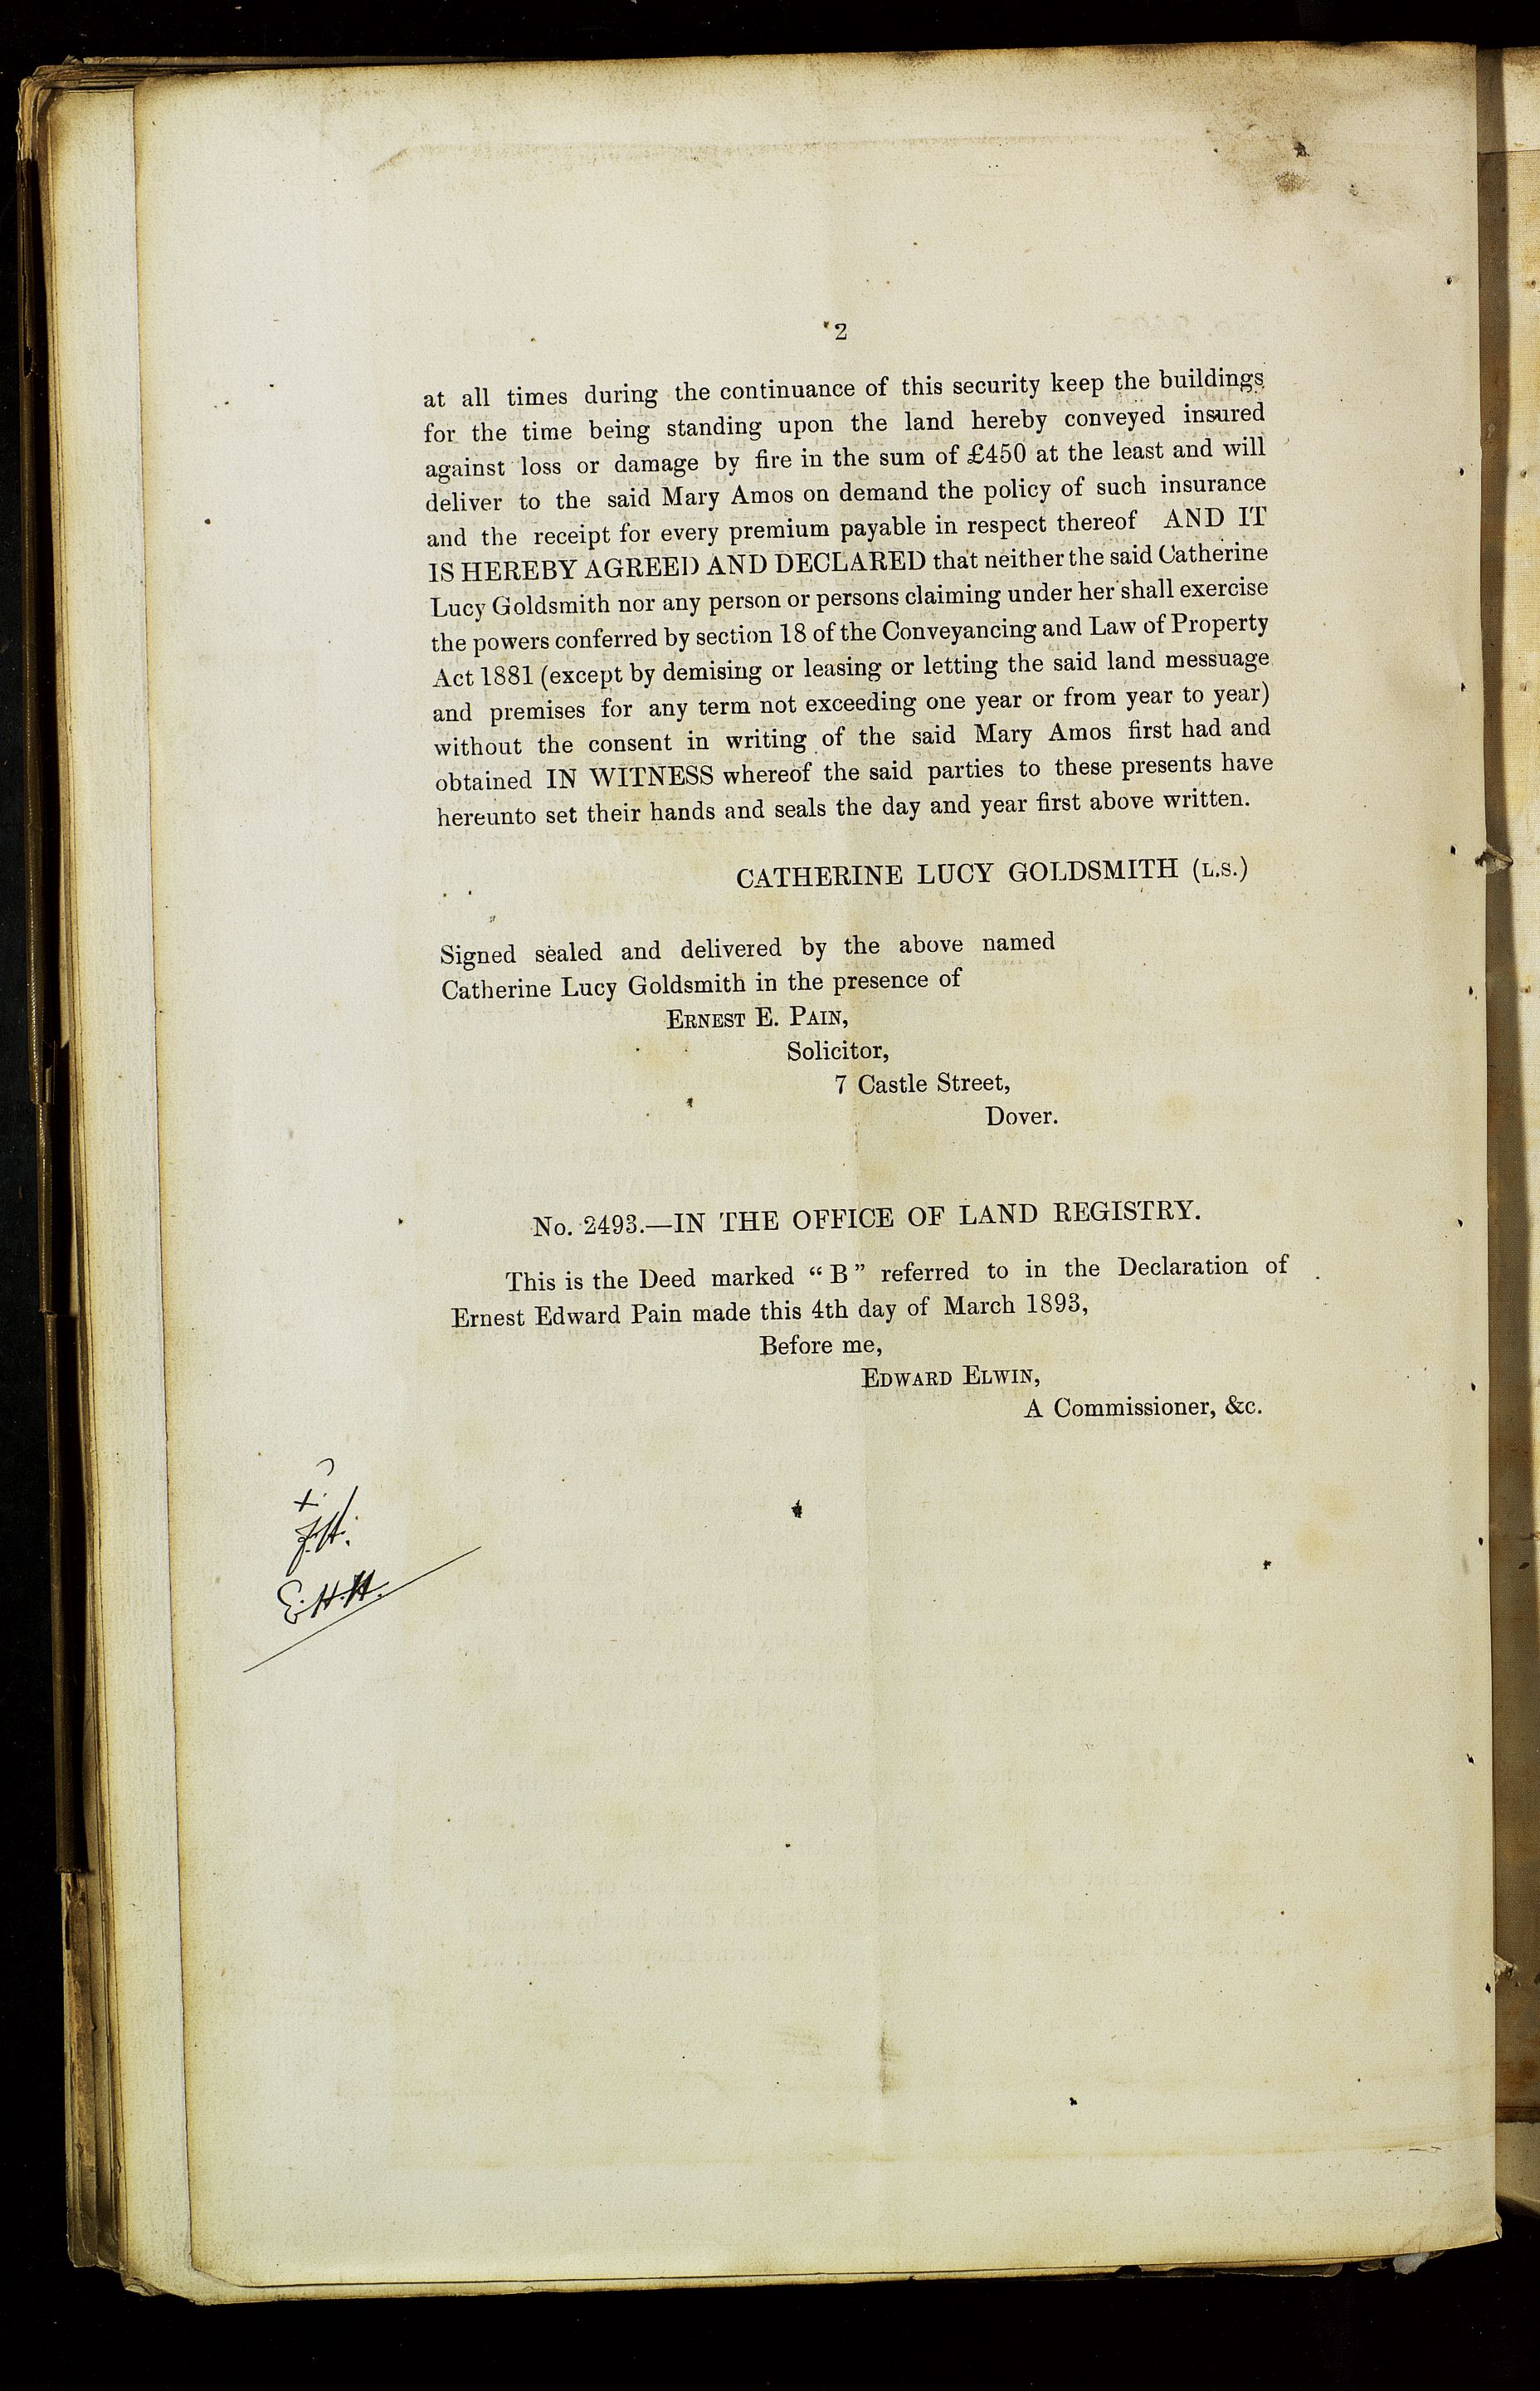 2
at all times during the continuance of this security keep the buildings
for the time being standing upon the land hereby conveyed insured
against loss or damage by fire in the sum of £450 at the least and will
deliver to the said Mary Amos on demand the policy of such insurance
and the receipt for every premium payable in respect thereof AND IT
IS HEREBY AGREED AND DECLARED that neither the said Catherine
Lucy Goldsmith nor any person or persons claiming under her shall exercise
the powers conferred by section 18 of the Conveyancing and Law of Property
Act 1881 (except by demising or leasing or letting the said land messuage
and premises for any term not exceeding one year or from year to year)
without the consent in writing of the said Mary Amos first had and
obtained IN WITNESS whereof the said parties to these presents have
hereunto set their hands and seals the day and year first above written.
CATHERINE LUCY GOLDSMITH (L.S.)
Signed sealed and delivered by the above named
Catherine Lucy Goldsmith in the presence of
ERNEST E. PAIN,
Solicitor,
7 Castle Street,
Dover.
No. 2493.—IN THE OFFICE OF LAND REGISTRY.
This is the Deed marked “B” referred to in the Declaration of
Ernest Edward Pain made this 4th day of March 1893,
Before me,
EDWARD ELWIN,
A Commissioner, &c.
E.H.H.